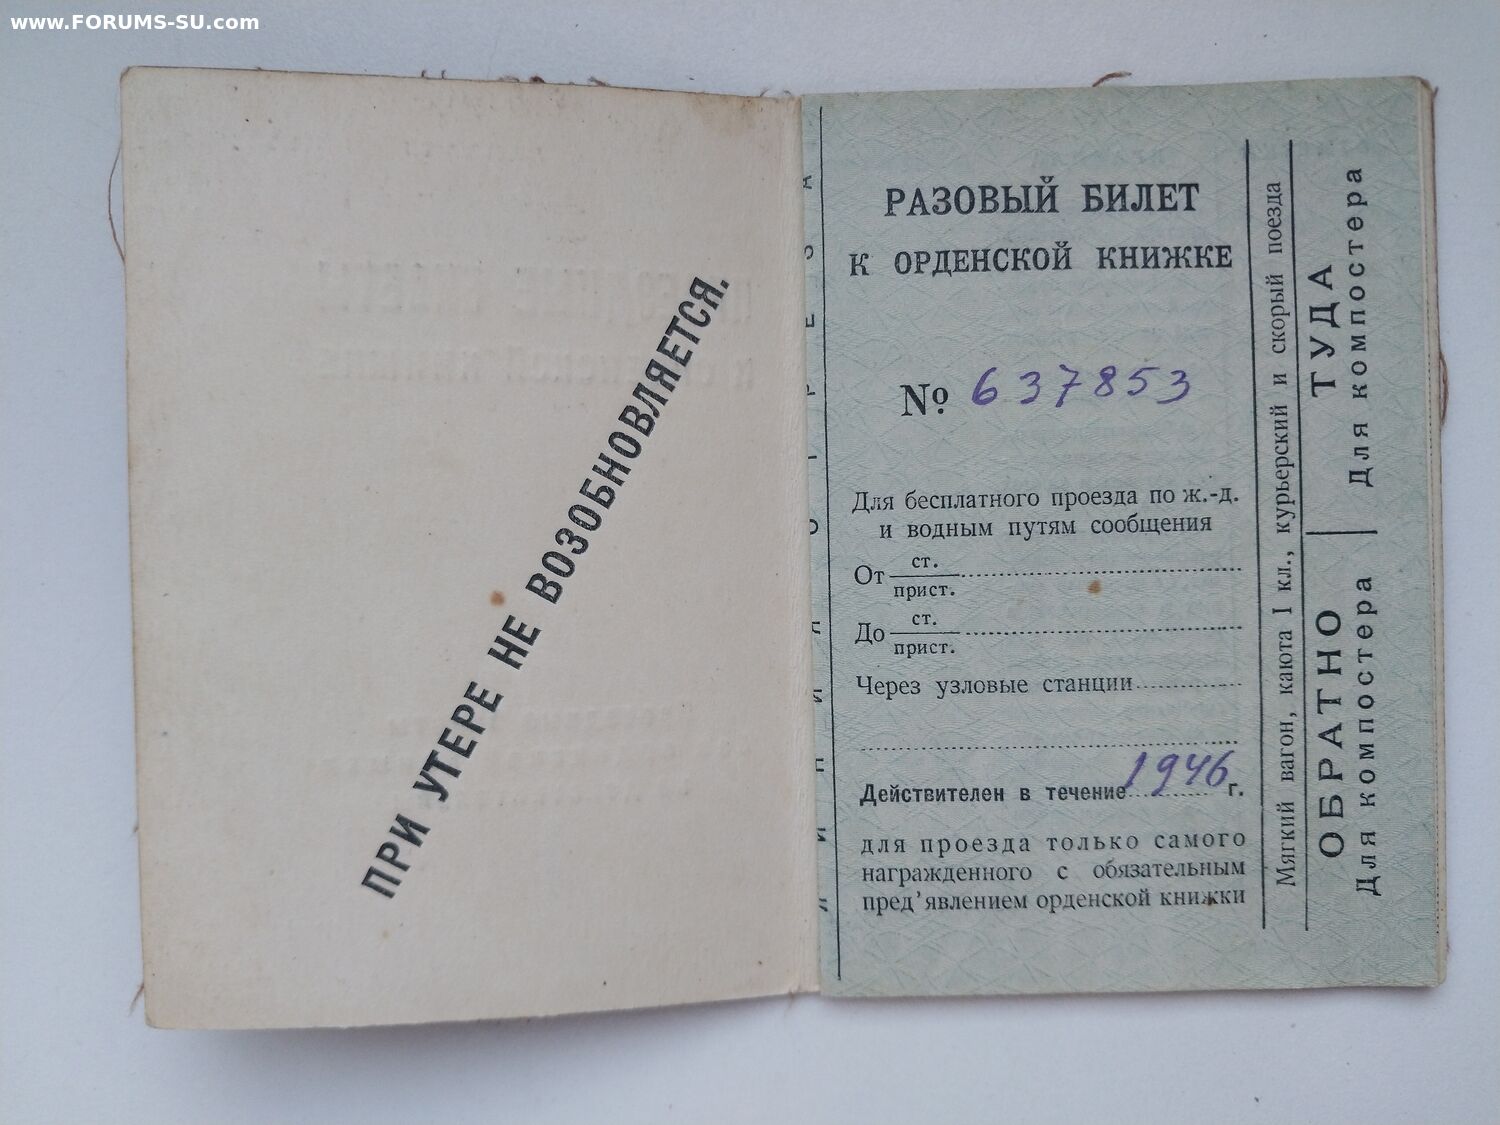 www.FORUMS-SU.com
ПРИ УТЕРЕ НЕ ВОЗОБНОВЛЯЕТСЯ.
РАЗОВЫЙ БИЛЕТ
К ОРДЕНСКОЙ КНИЖКЕ
№ 637853
Для бесплатного проезда по ж.-д.
и водным путям сообщения
От ст.
прист.
До ст.
прист.
Через узловые станции
Действителен в течение 1946 г.
для проезда только самого
награжденного с обязательным
пред'явлением орденской книжки
Мягкий вагон, каюта I кл., курьерский и скорый поезда
ТУДА
Для компостера
ОБРАТНО
Для компостера